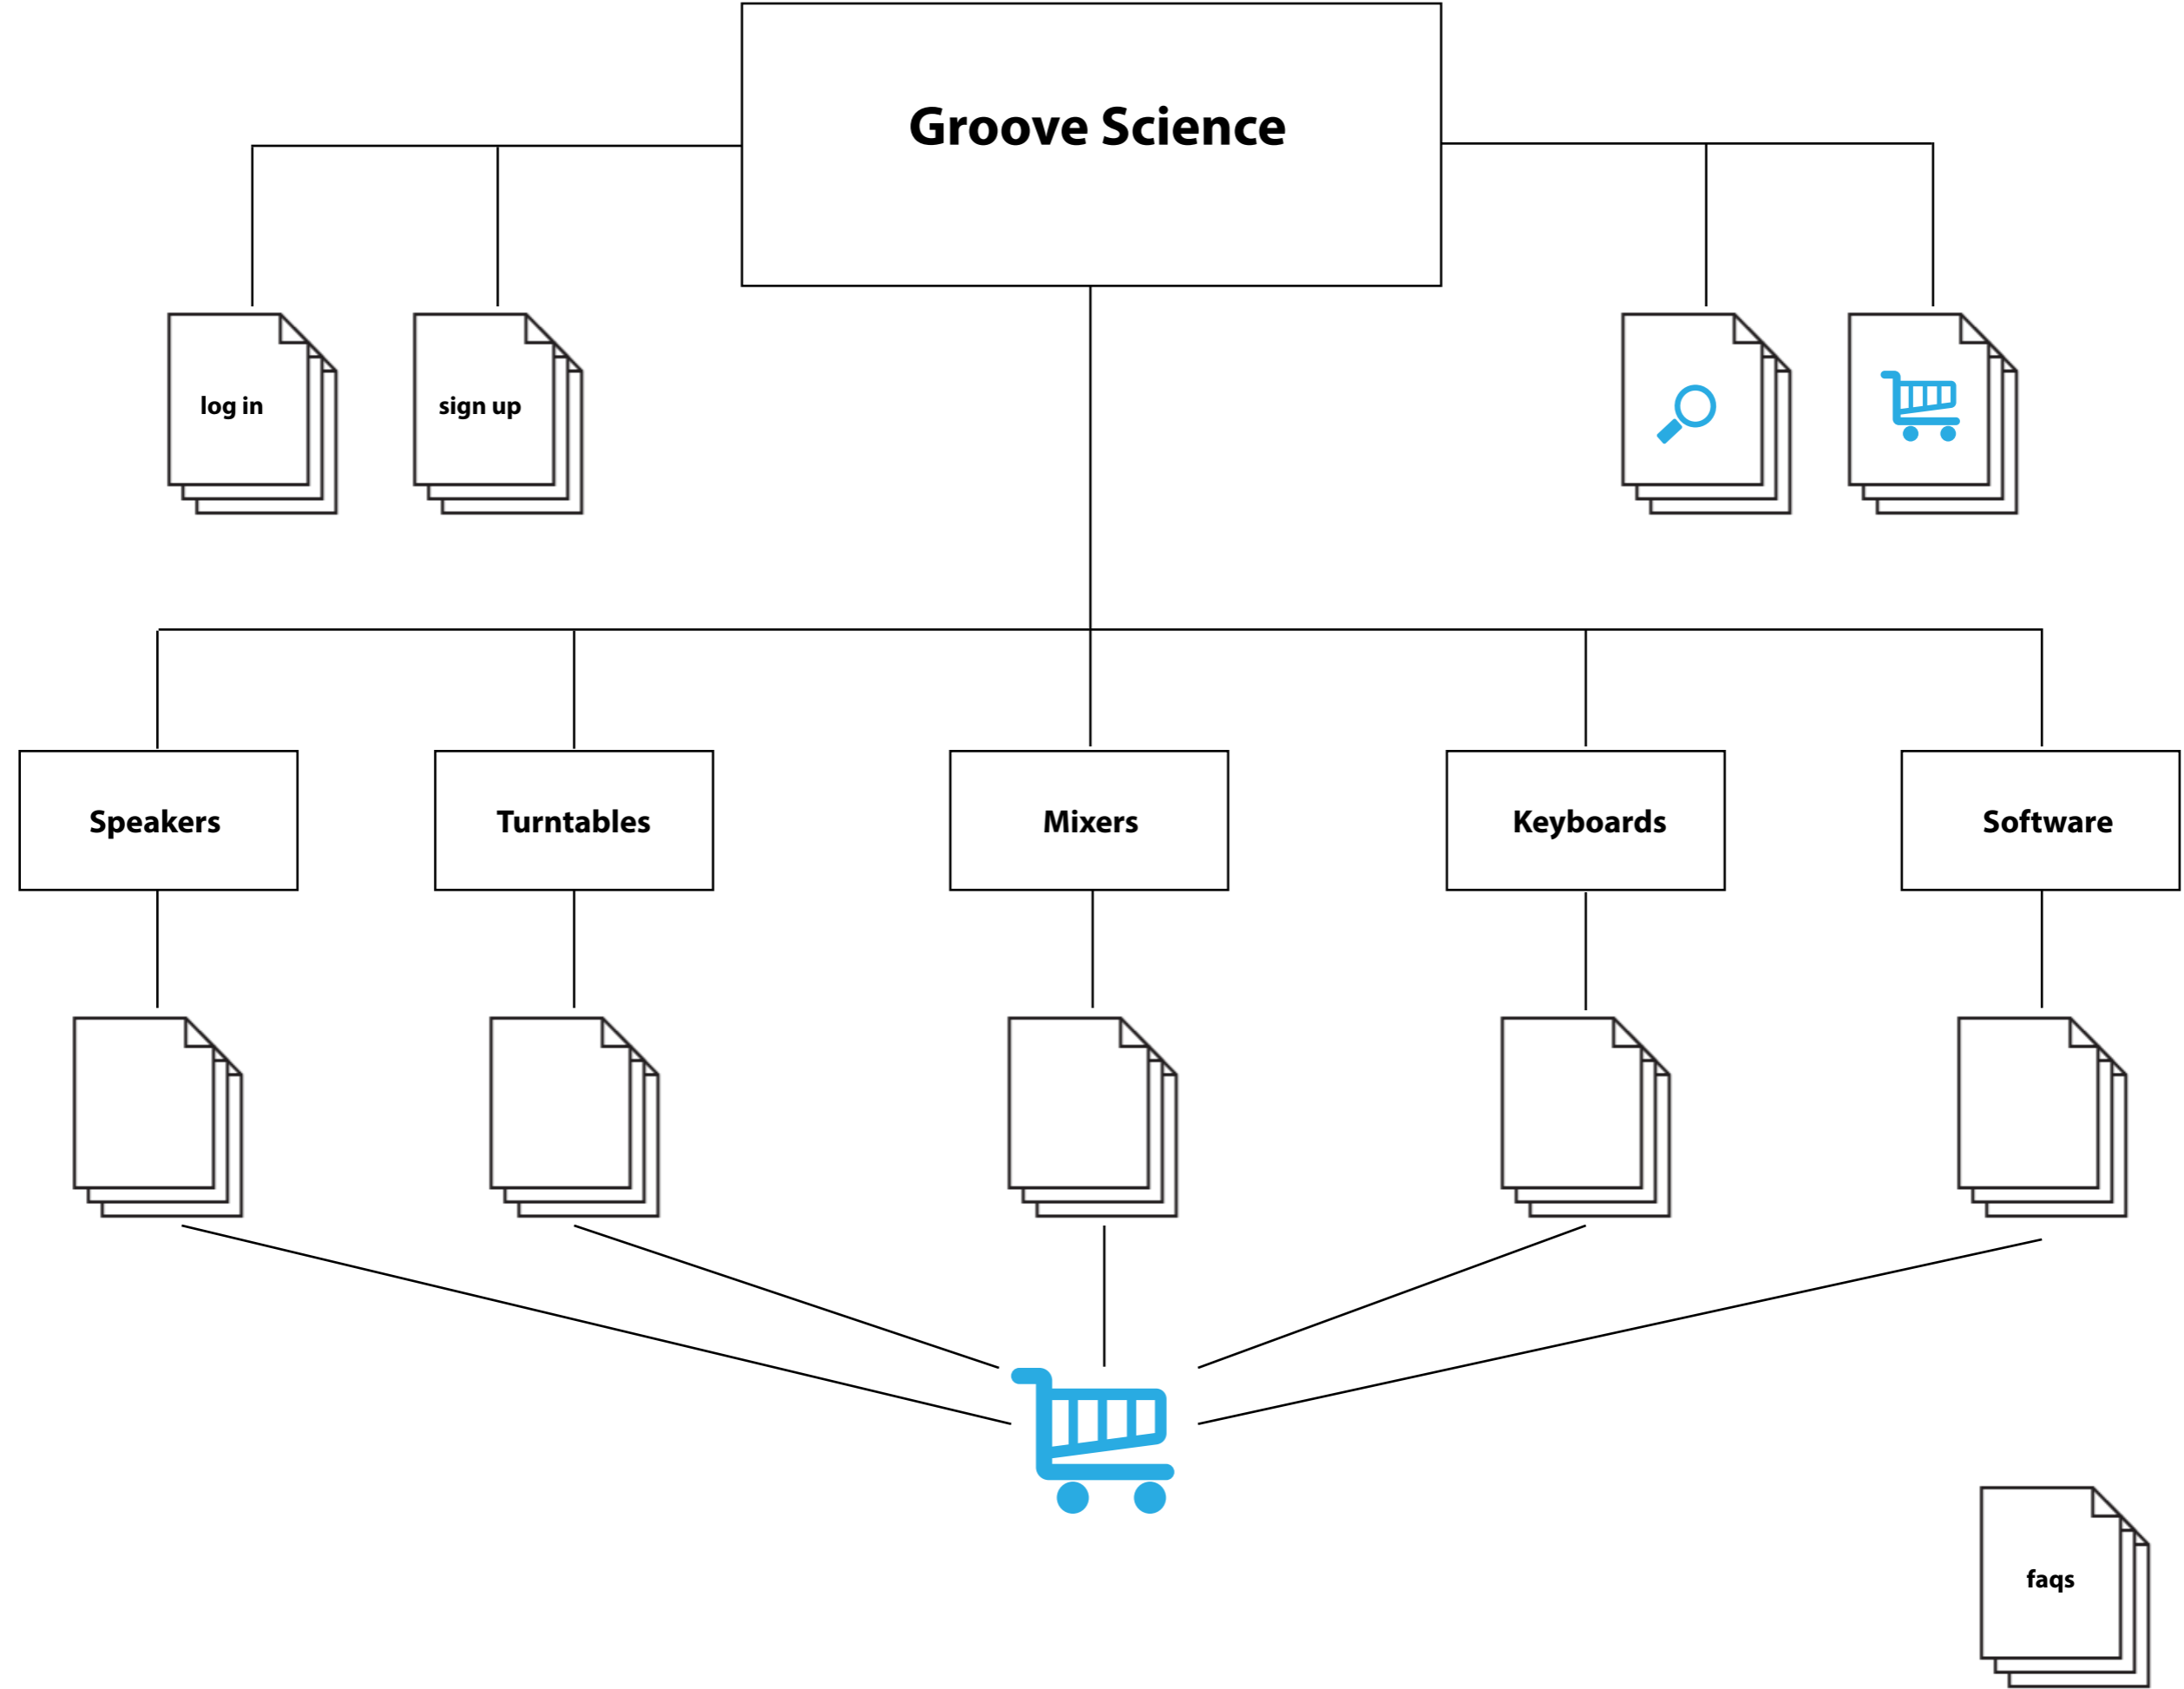 Groove Science
log in
sign up
Speakers
Turntables
Mixers
Keyboards
Software
faqs